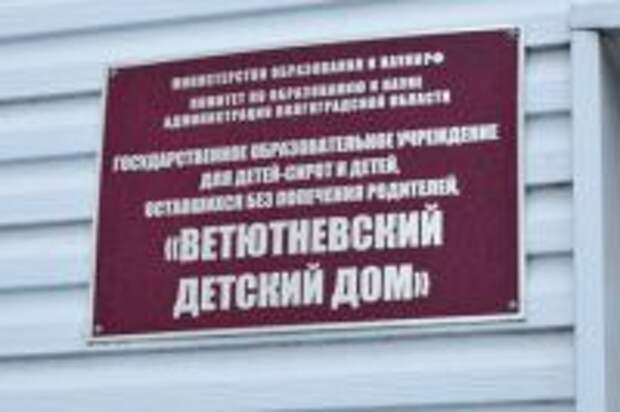 МИНИСТЕРСТВО ОБРАЗОВАНИЯ И НАУКИ РФ
КОМИТЕТ ПО ОБРАЗОВАНИЮ И НАУКЕ
АДМИНИСТРАЦИИ ВОЛГОГРАДСКОЙ ОБЛАСТИ
ГОСУДАРСТВЕННОЕ ОБРАЗОВАТЕЛЬНОЕ УЧРЕЖДЕНИЕ
ДЛЯ ДЕТЕЙ-СИРОТ И ДЕТЕЙ,
ОСТАВШИХСЯ БЕЗ ПОПЕЧЕНИЯ РОДИТЕЛЕЙ,
«ВЕТЮТНЕВСКИЙ
ДЕТСКИЙ ДОМ»